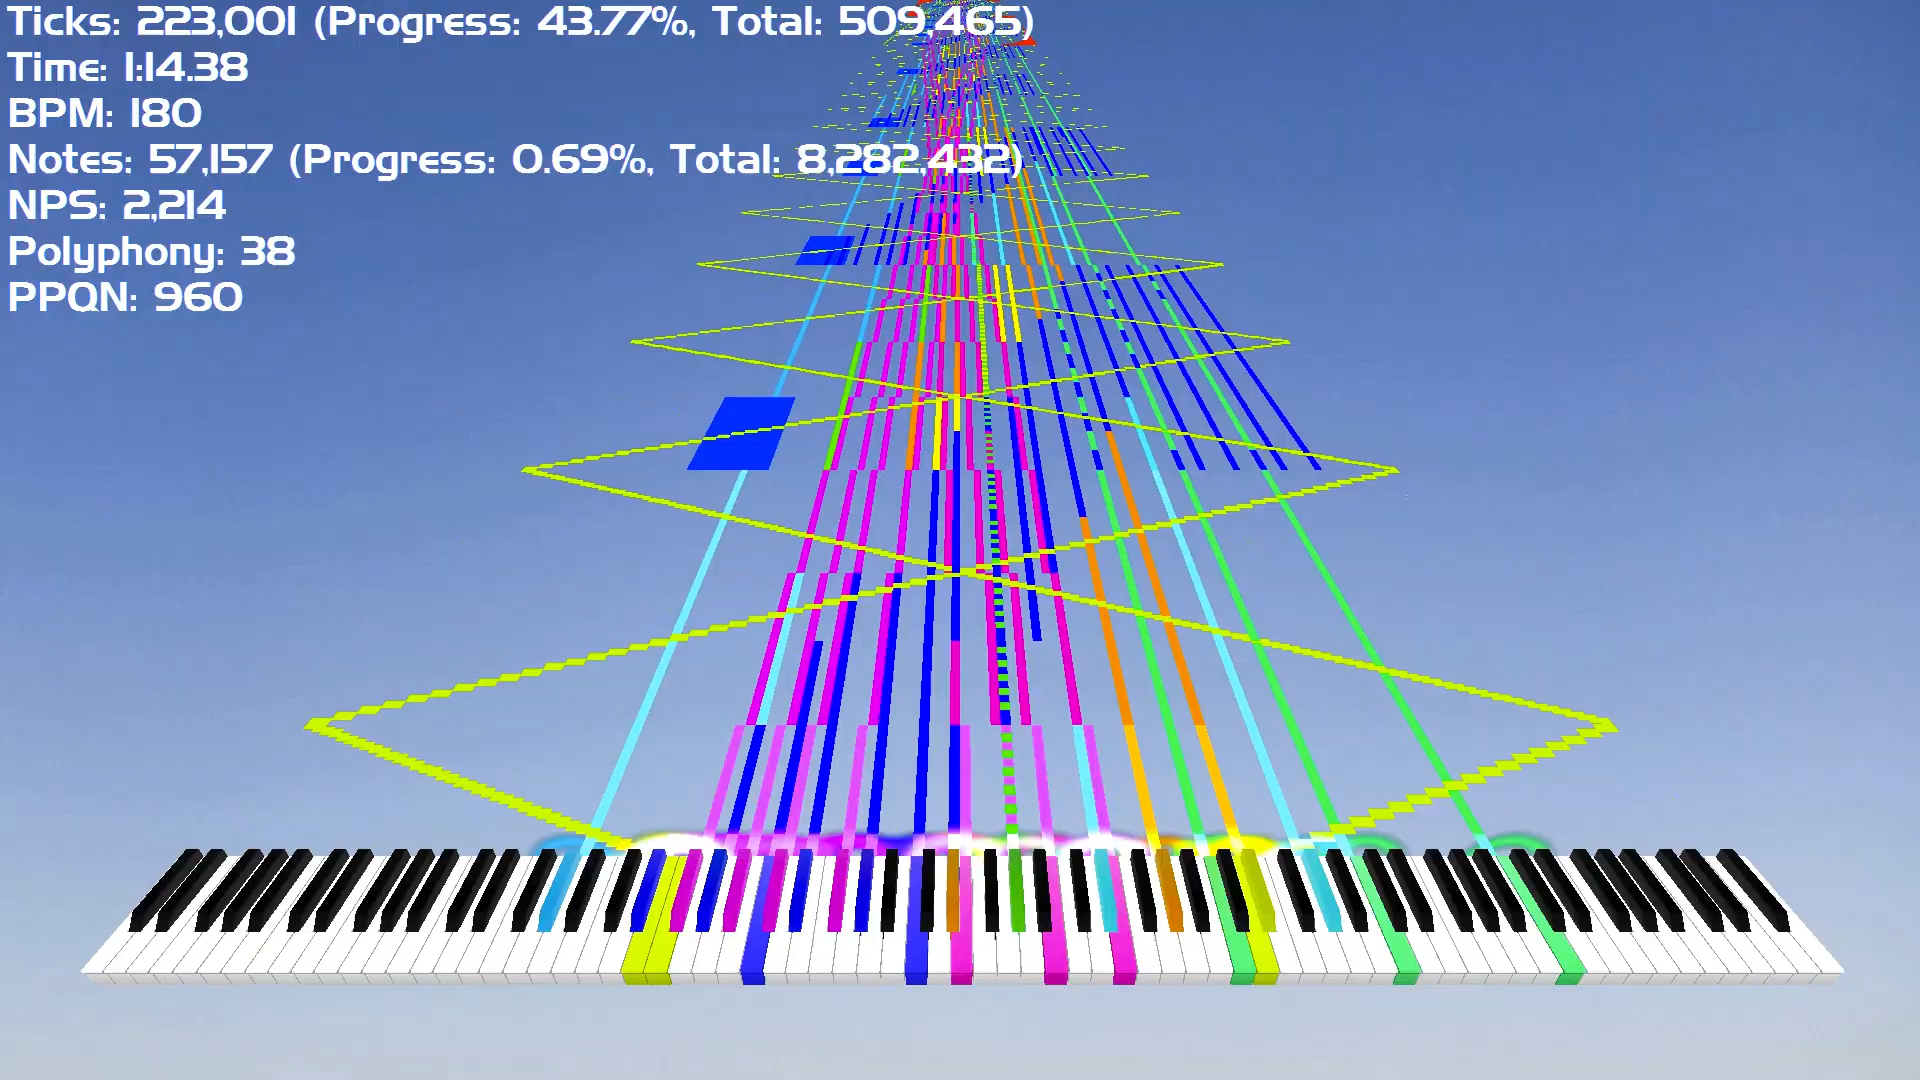 Ticks: 223,001 (Progress: 43.77%, Total: 509,465)
Time: 1:14.38
BPM: 180
Notes: 57,157 (Progress: 0.69%, Total: 8,282,432)
NPS: 2,214
Polyphony: 38
PPQN: 960